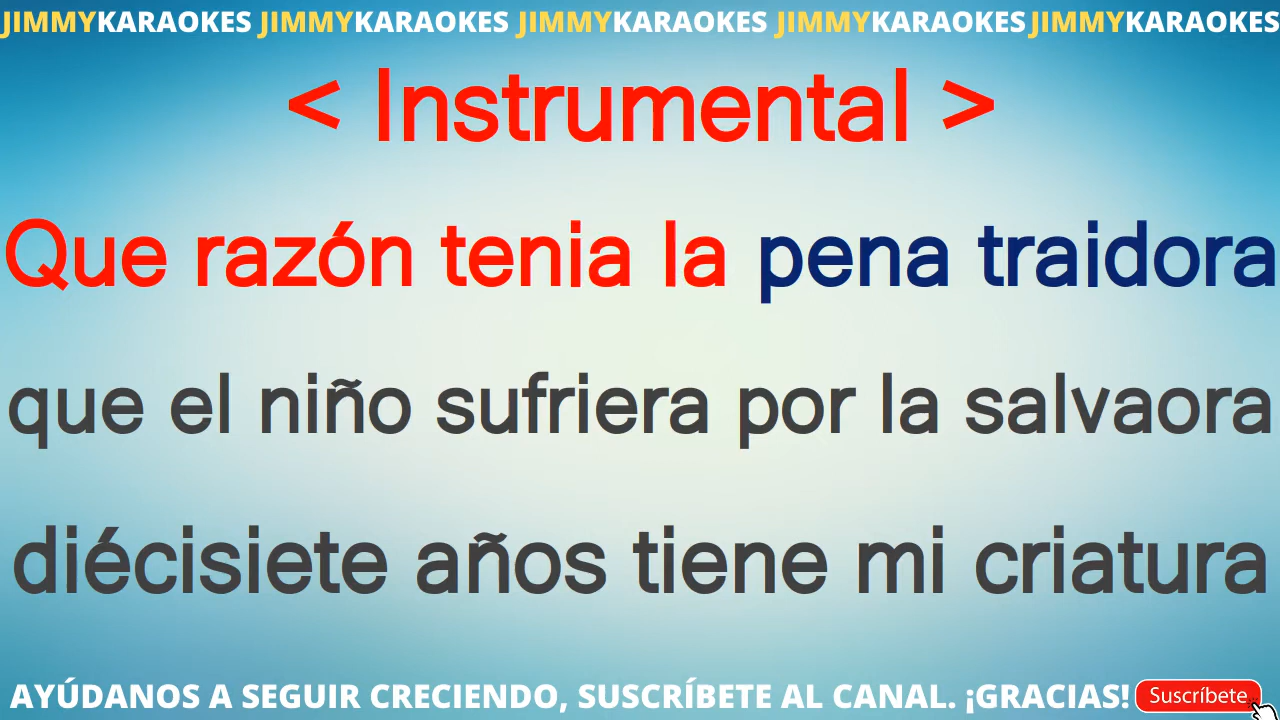 JIMMYKARAOKES JIMMYKARAOKES JIMMYKARAOKES JIMMYKARAOKES JIMMYKARAOKES
< Instrumental >
Que razón tenia la pena traidora
que el niño sufriera por la salvaora
diécisiete años tiene mi criatura
AYÚDANOS A SEGUIR CRECIENDO, SUSCRÍBETE AL CANAL. ¡GRACIAS! Suscríbete